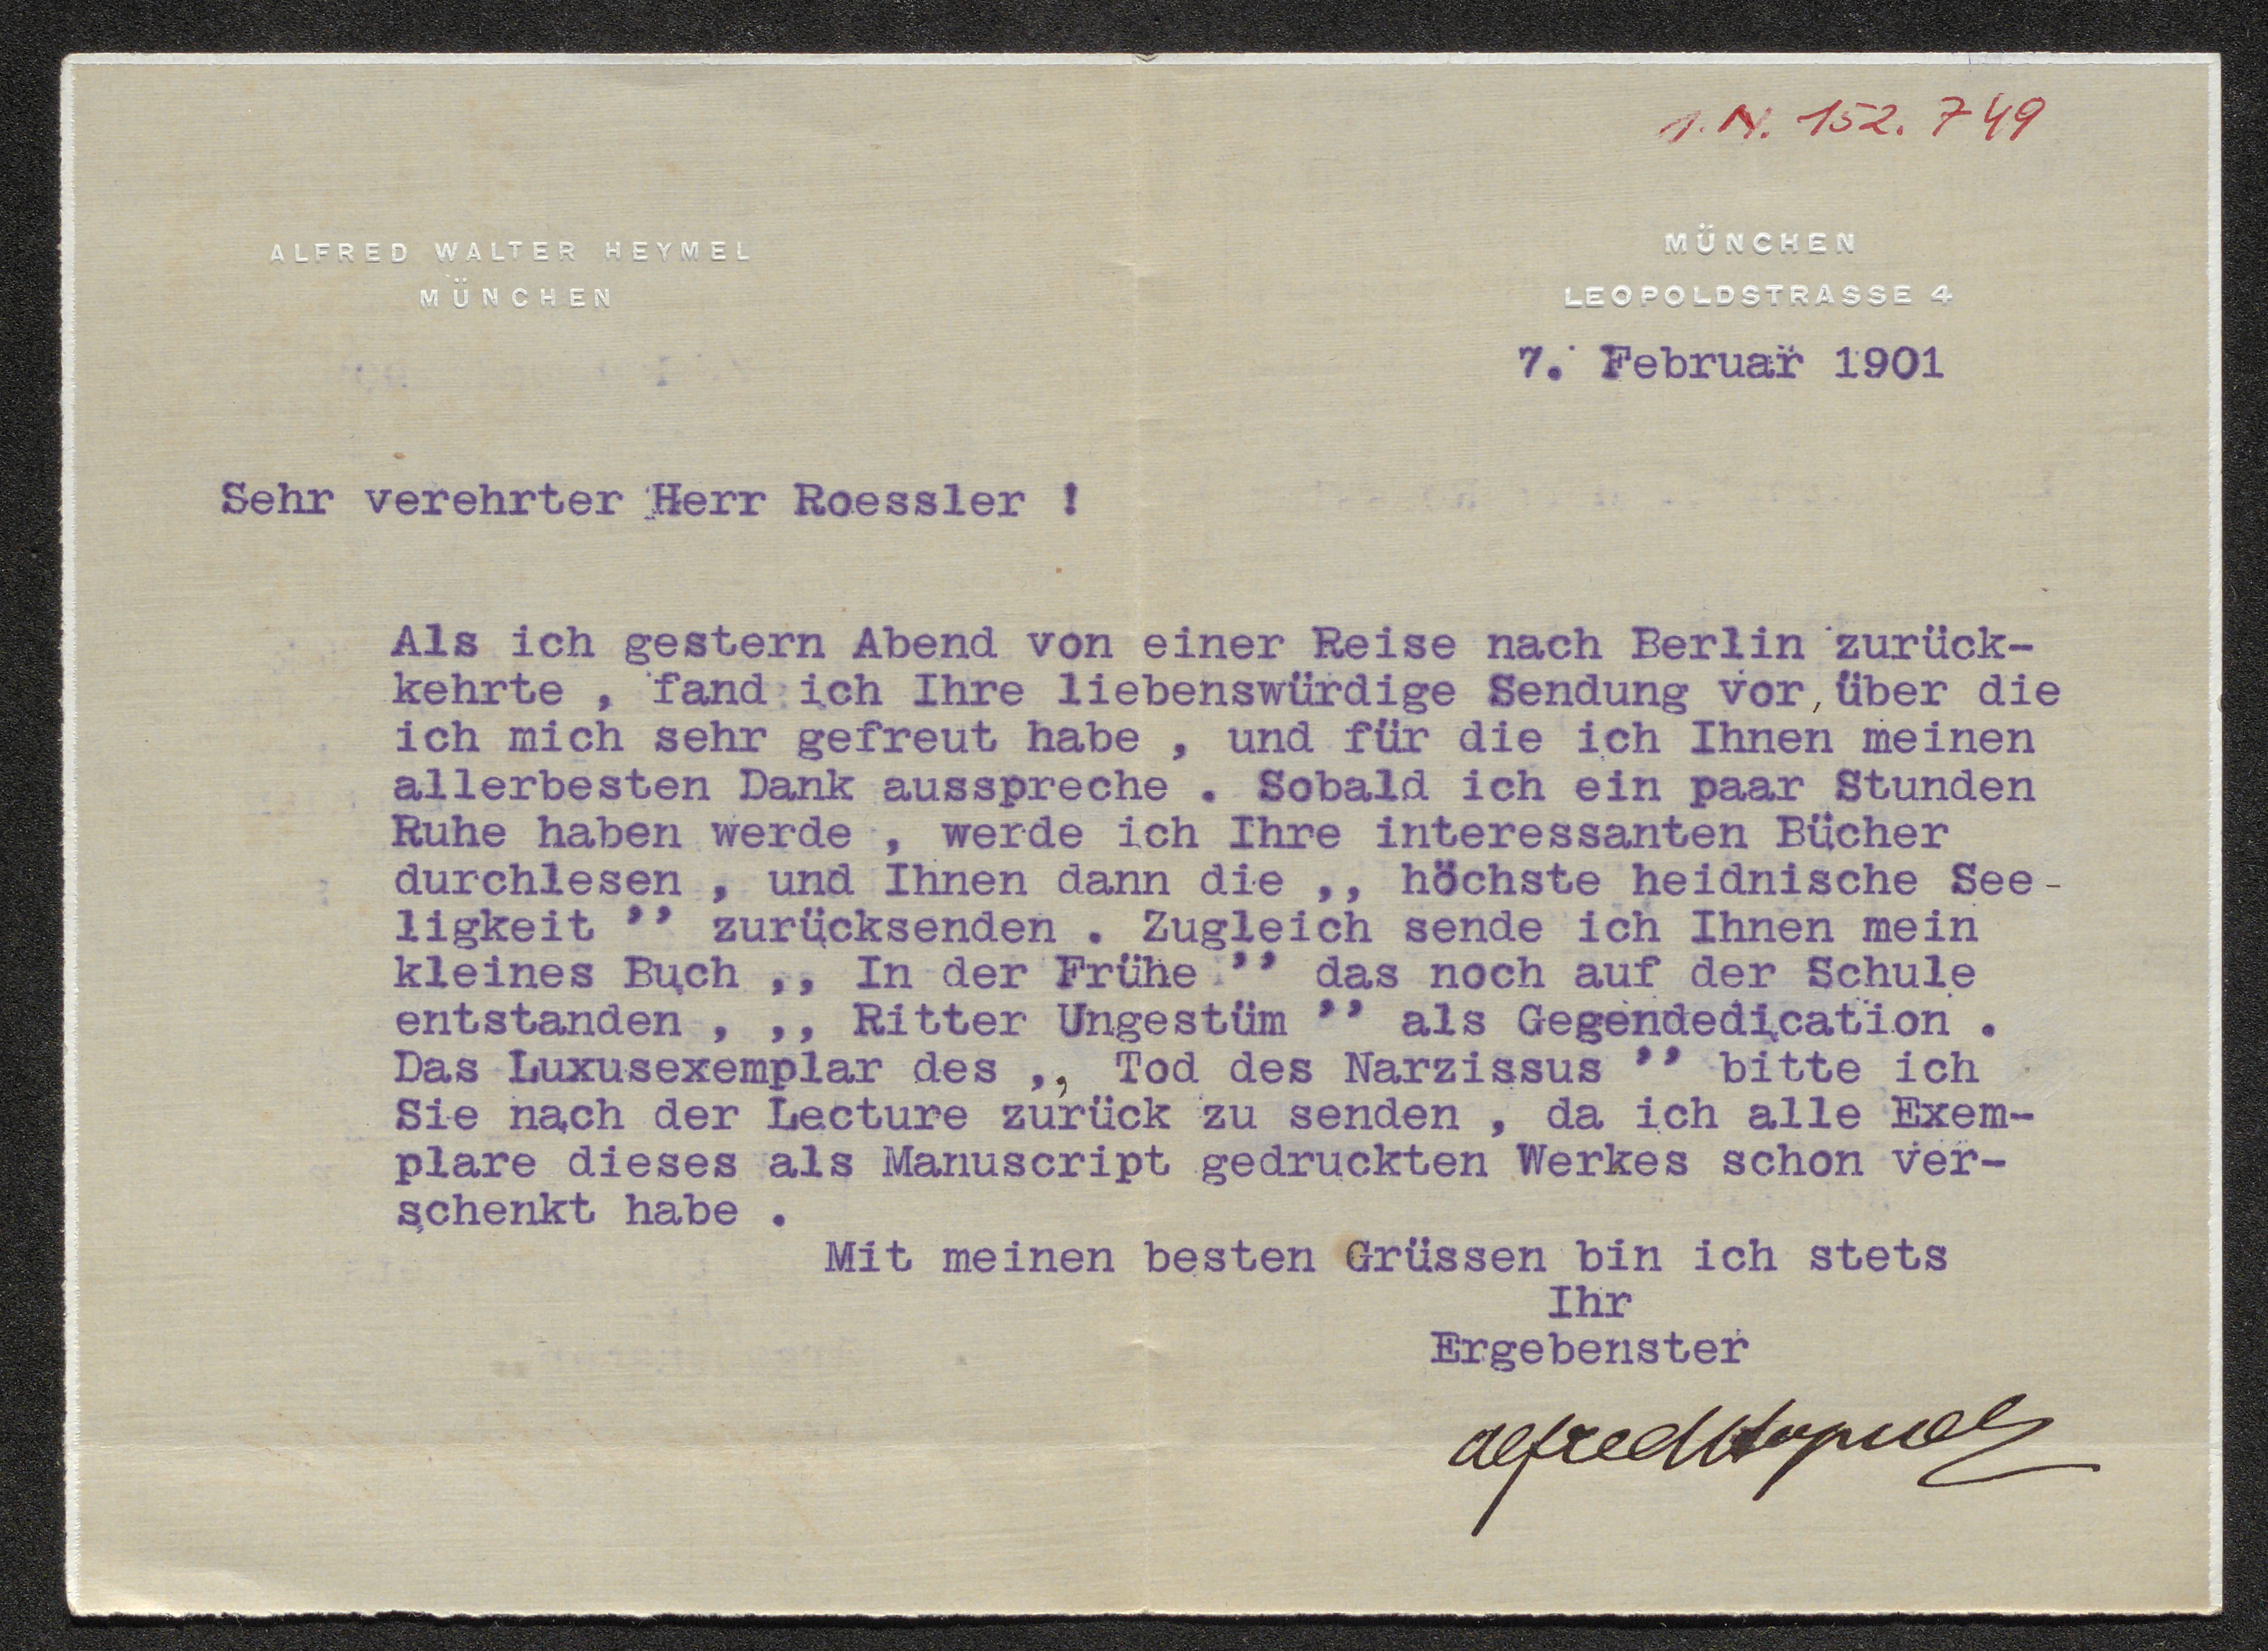 I.N. 152.749
ALFRED WALTER HEYMEL
MÜNCHEN
MÜNCHEN
LEOPOLDSTRASSE 4
7. Februar 1901
Sehr verehrter Herr Roessler !
Als ich gestern Abend von einer Reise nach Berlin zurück-
kehrte , fand ich Ihre liebenswürdige Sendung vor, über die
ich mich sehr gefreut habe , und für die ich Ihnen meinen
allerbesten Dank ausspreche . Sobald ich ein paar Stunden
Ruhe haben werde , werde ich Ihre interessanten Bücher
durchlesen , und Ihnen dann die ,, höchste heidnische See-
ligkeit ’’ zurücksenden . Zugleich sende ich Ihnen mein
kleines Buch ,, In der Frühe ’’ das noch auf der Schule
entstanden , ,, Ritter Ungestüm ’’ als Gegendedication .
Das Luxusexemplar des ,, Tod des Narzissus ’’ bitte ich
Sie nach der Lecture zurück zu senden , da ich alle Exem-
plare dieses als Manuscript gedruckten Werkes schon ver-
schenkt habe .
Mit meinen besten Grüssen bin ich stets
Ihr
Ergebenster
Alfred Heymel